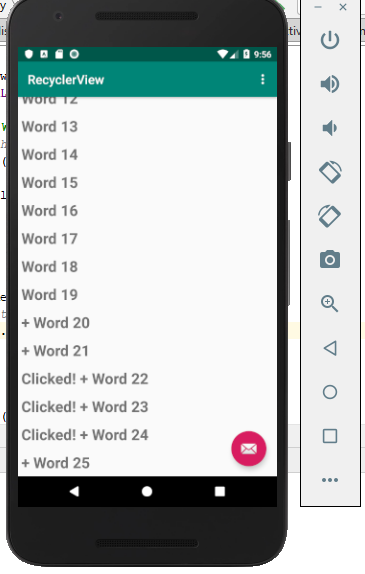 9:56
RecyclerView
Word 12
Word 13
Word 14
Word 15
Word 16
Word 17
Word 18
Word 19
+ Word 20
+ Word 21
Clicked! + Word 22
Clicked! + Word 23
Clicked! + Word 24
+ Word 25